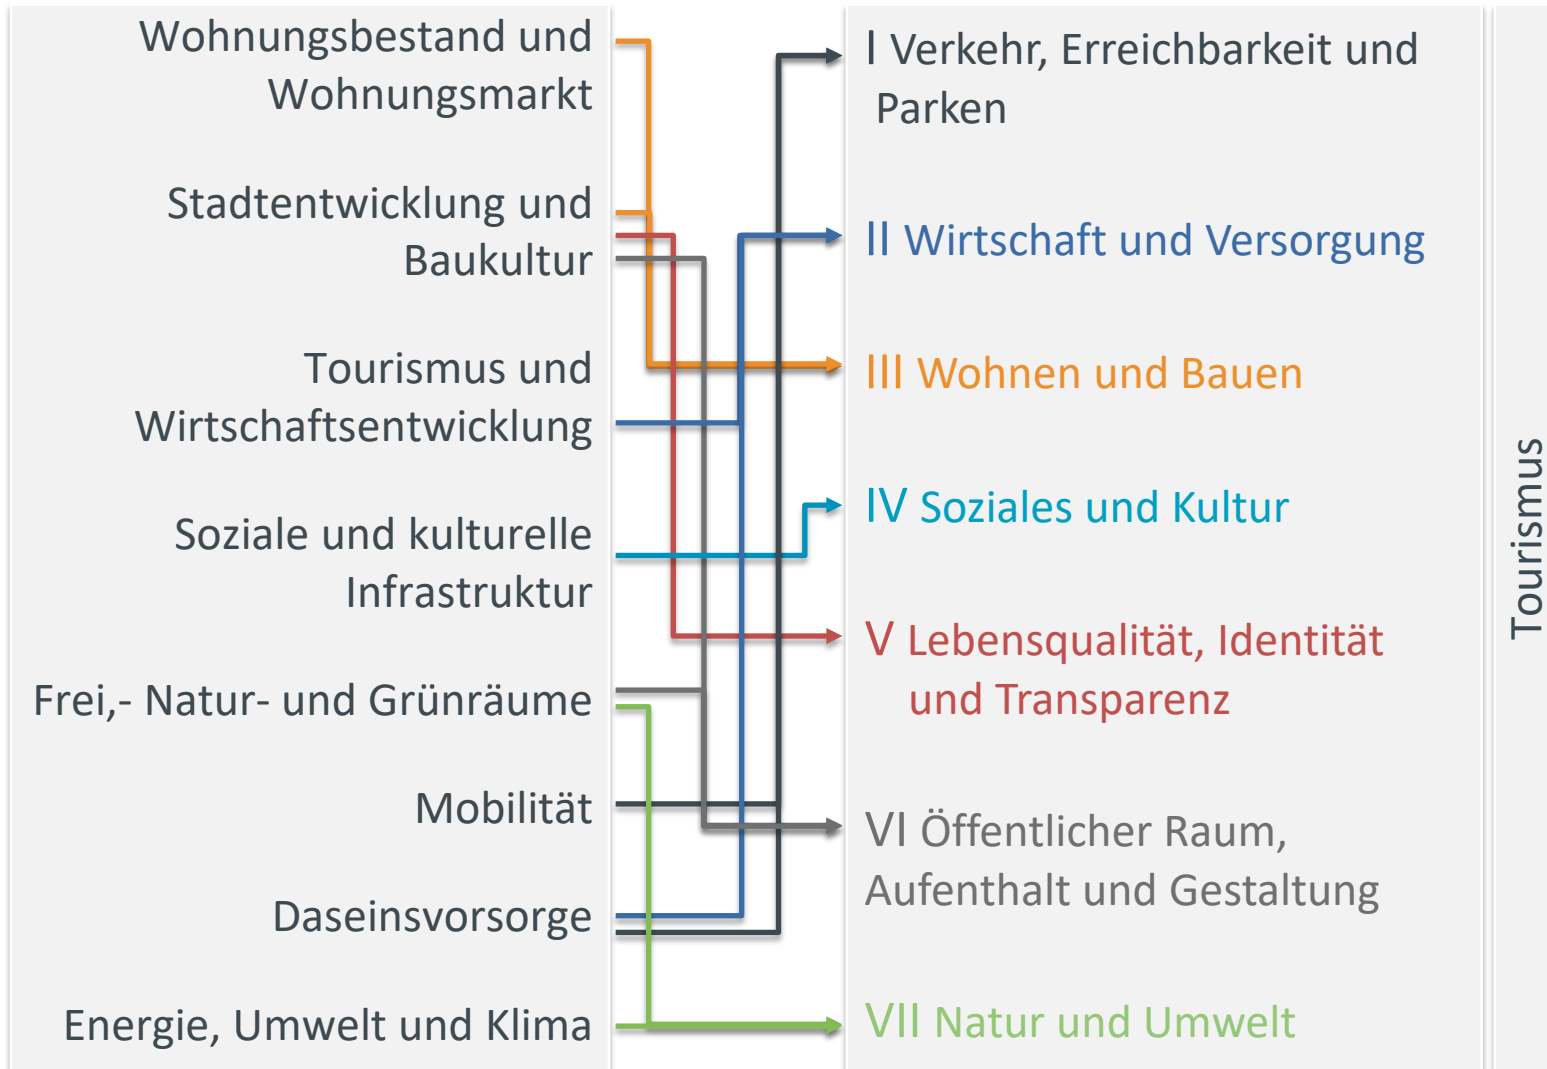 Wohnungsbestand und
Wohnungsmarkt
Stadtentwicklung und
Baukultur
Tourismus und
Wirtschaftsentwicklung
Soziale und kulturelle
Infrastruktur
Frei,- Natur- und Grünräume
Mobilität
Daseinsvorsorge
Energie, Umwelt und Klima
I Verkehr, Erreichbarkeit und
Parken
II Wirtschaft und Versorgung
III Wohnen und Bauen
IV Soziales und Kultur
V Lebensqualität, Identität
und Transparenz
VI Öffentlicher Raum,
Aufenthalt und Gestaltung
VII Natur und Umwelt
Tourismus